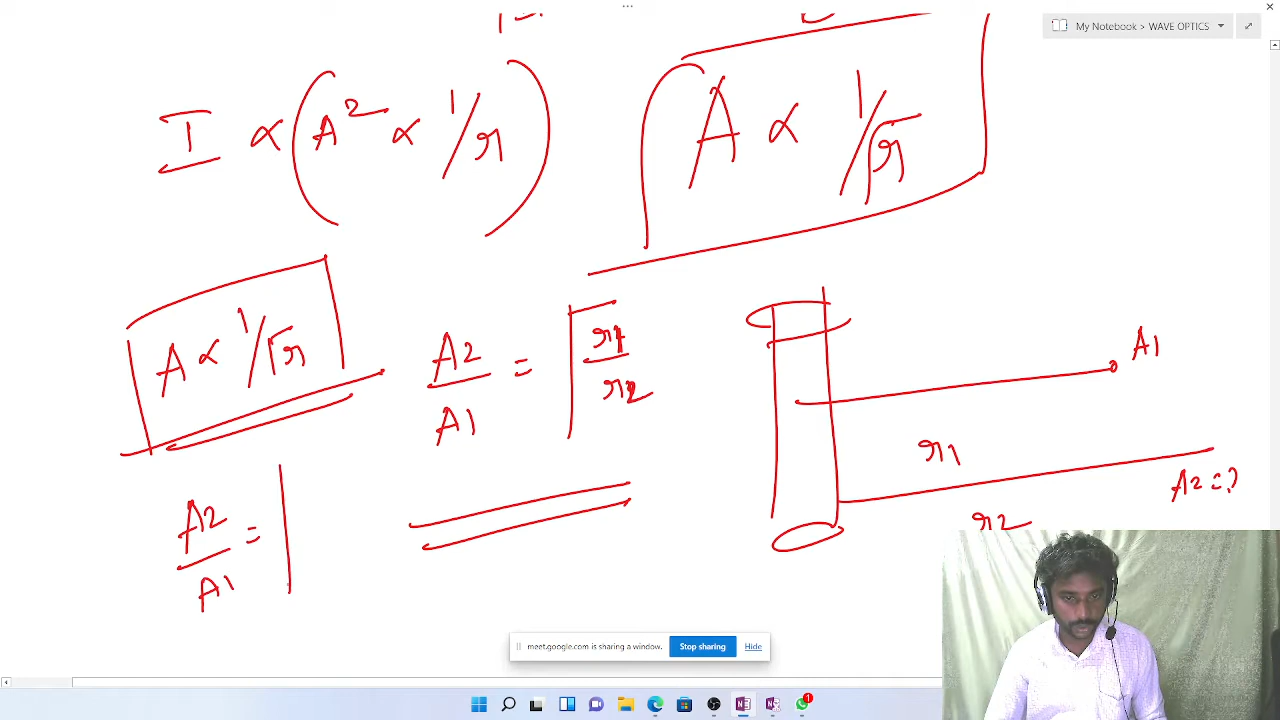 My Notebook > WAVE OPTICS
I ∝ (A² ∝ 1/r)
A ∝ 1/√r
A ∝ 1/√r
A2/A1 = √r1/r2
A1
r1
A2 = ?
r2
A2/A1 =
meet.google.com is sharing a window.
Stop sharing
Hide
1